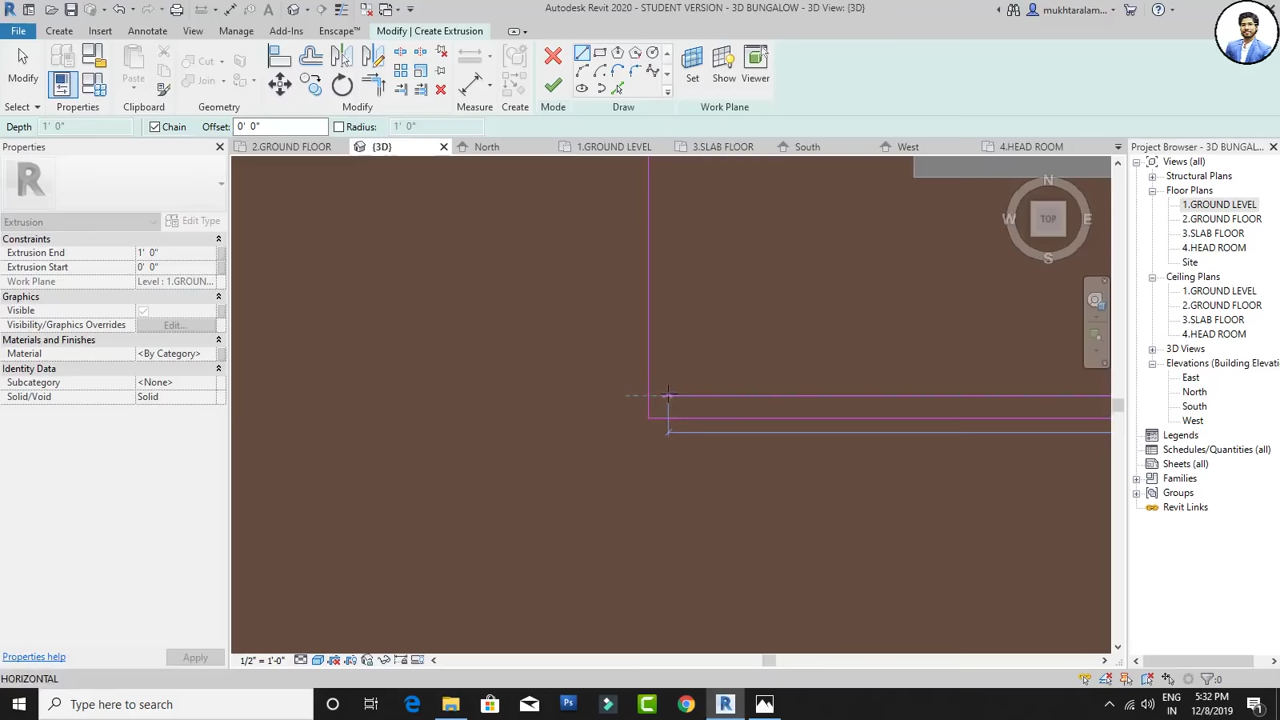 Autodesk Revit 2020 - STUDENT VERSION - 3D BUNGALOW - 3D View: {3D}
mukhtaralam...
File
Create
Insert
Annotate
View
Manage
Add-Ins
Enscape™
Modify | Create Extrusion
Modify
Paste
Cut
Join
Set
Show
Viewer
Select
Properties
Clipboard
Geometry
Modify
Measure
Create
Mode
Draw
Work Plane
Depth 1' 0"
Chain
Offset: 0' 0"
Radius: 1' 0"
Properties
2.GROUND FLOOR
{3D}
North
1.GROUND LEVEL
3.SLAB FLOOR
South
West
4.HEAD ROOM
Extrusion
Edit Type
Constraints
Extrusion End 1' 0"
Extrusion Start 0' 0"
Work Plane Level : 1.GROUN...
Graphics
Visible
Visibility/Graphics Overrides Edit...
Materials and Finishes
Material <By Category>
Identity Data
Subcategory <None>
Solid/Void Solid
Properties help
Apply
N
W
TOP
E
S
Project Browser - 3D BUNGAL...
Views (all)
Structural Plans
Floor Plans
1.GROUND LEVEL
2.GROUND FLOOR
3.SLAB FLOOR
4.HEAD ROOM
Site
Ceiling Plans
1.GROUND LEVEL
2.GROUND FLOOR
3.SLAB FLOOR
4.HEAD ROOM
3D Views
Elevations (Building Elevatio
East
North
South
West
Legends
Schedules/Quantities (all)
Sheets (all)
Families
Groups
Revit Links
1/2" = 1'-0"
HORIZONTAL
:0
Type here to search
ENG
IN
5:32 PM
12/8/2019